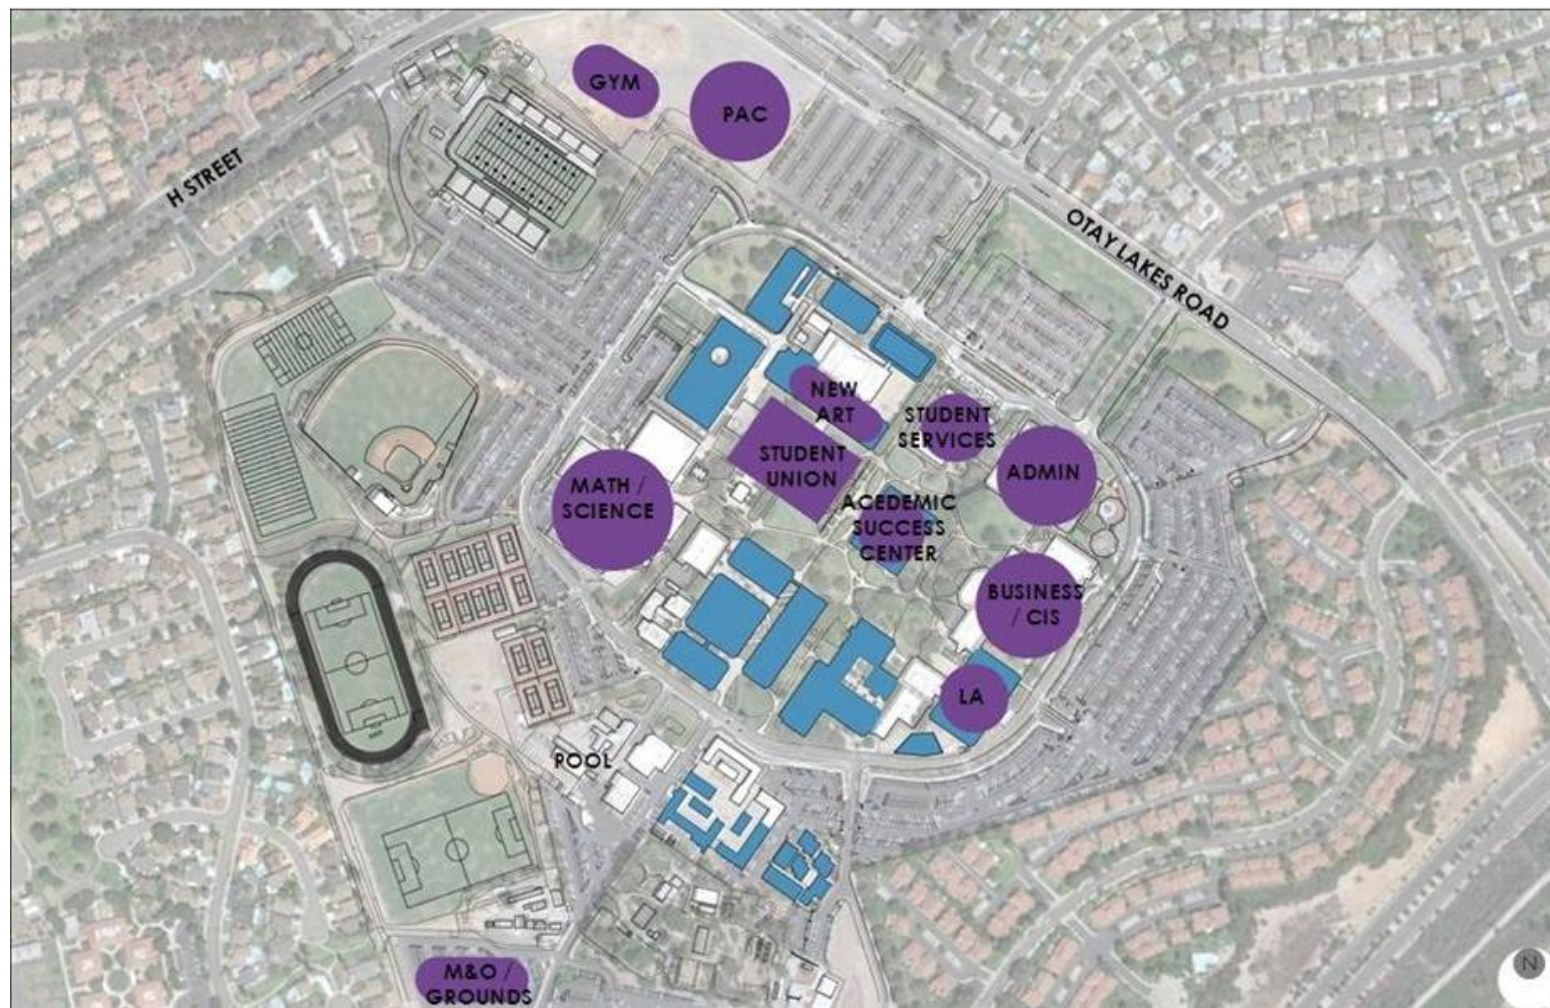 GYM
PAC
H STREET
OTAY LAKES ROAD
NEW
ART
STUDENT
SERVICES
STUDENT
UNION
ADMIN
MATH /
SCIENCE
ACEDEMIC
SUCCESS
CENTER
BUSINESS
/ CIS
LA
POOL
M&O /
GROUNDS
N